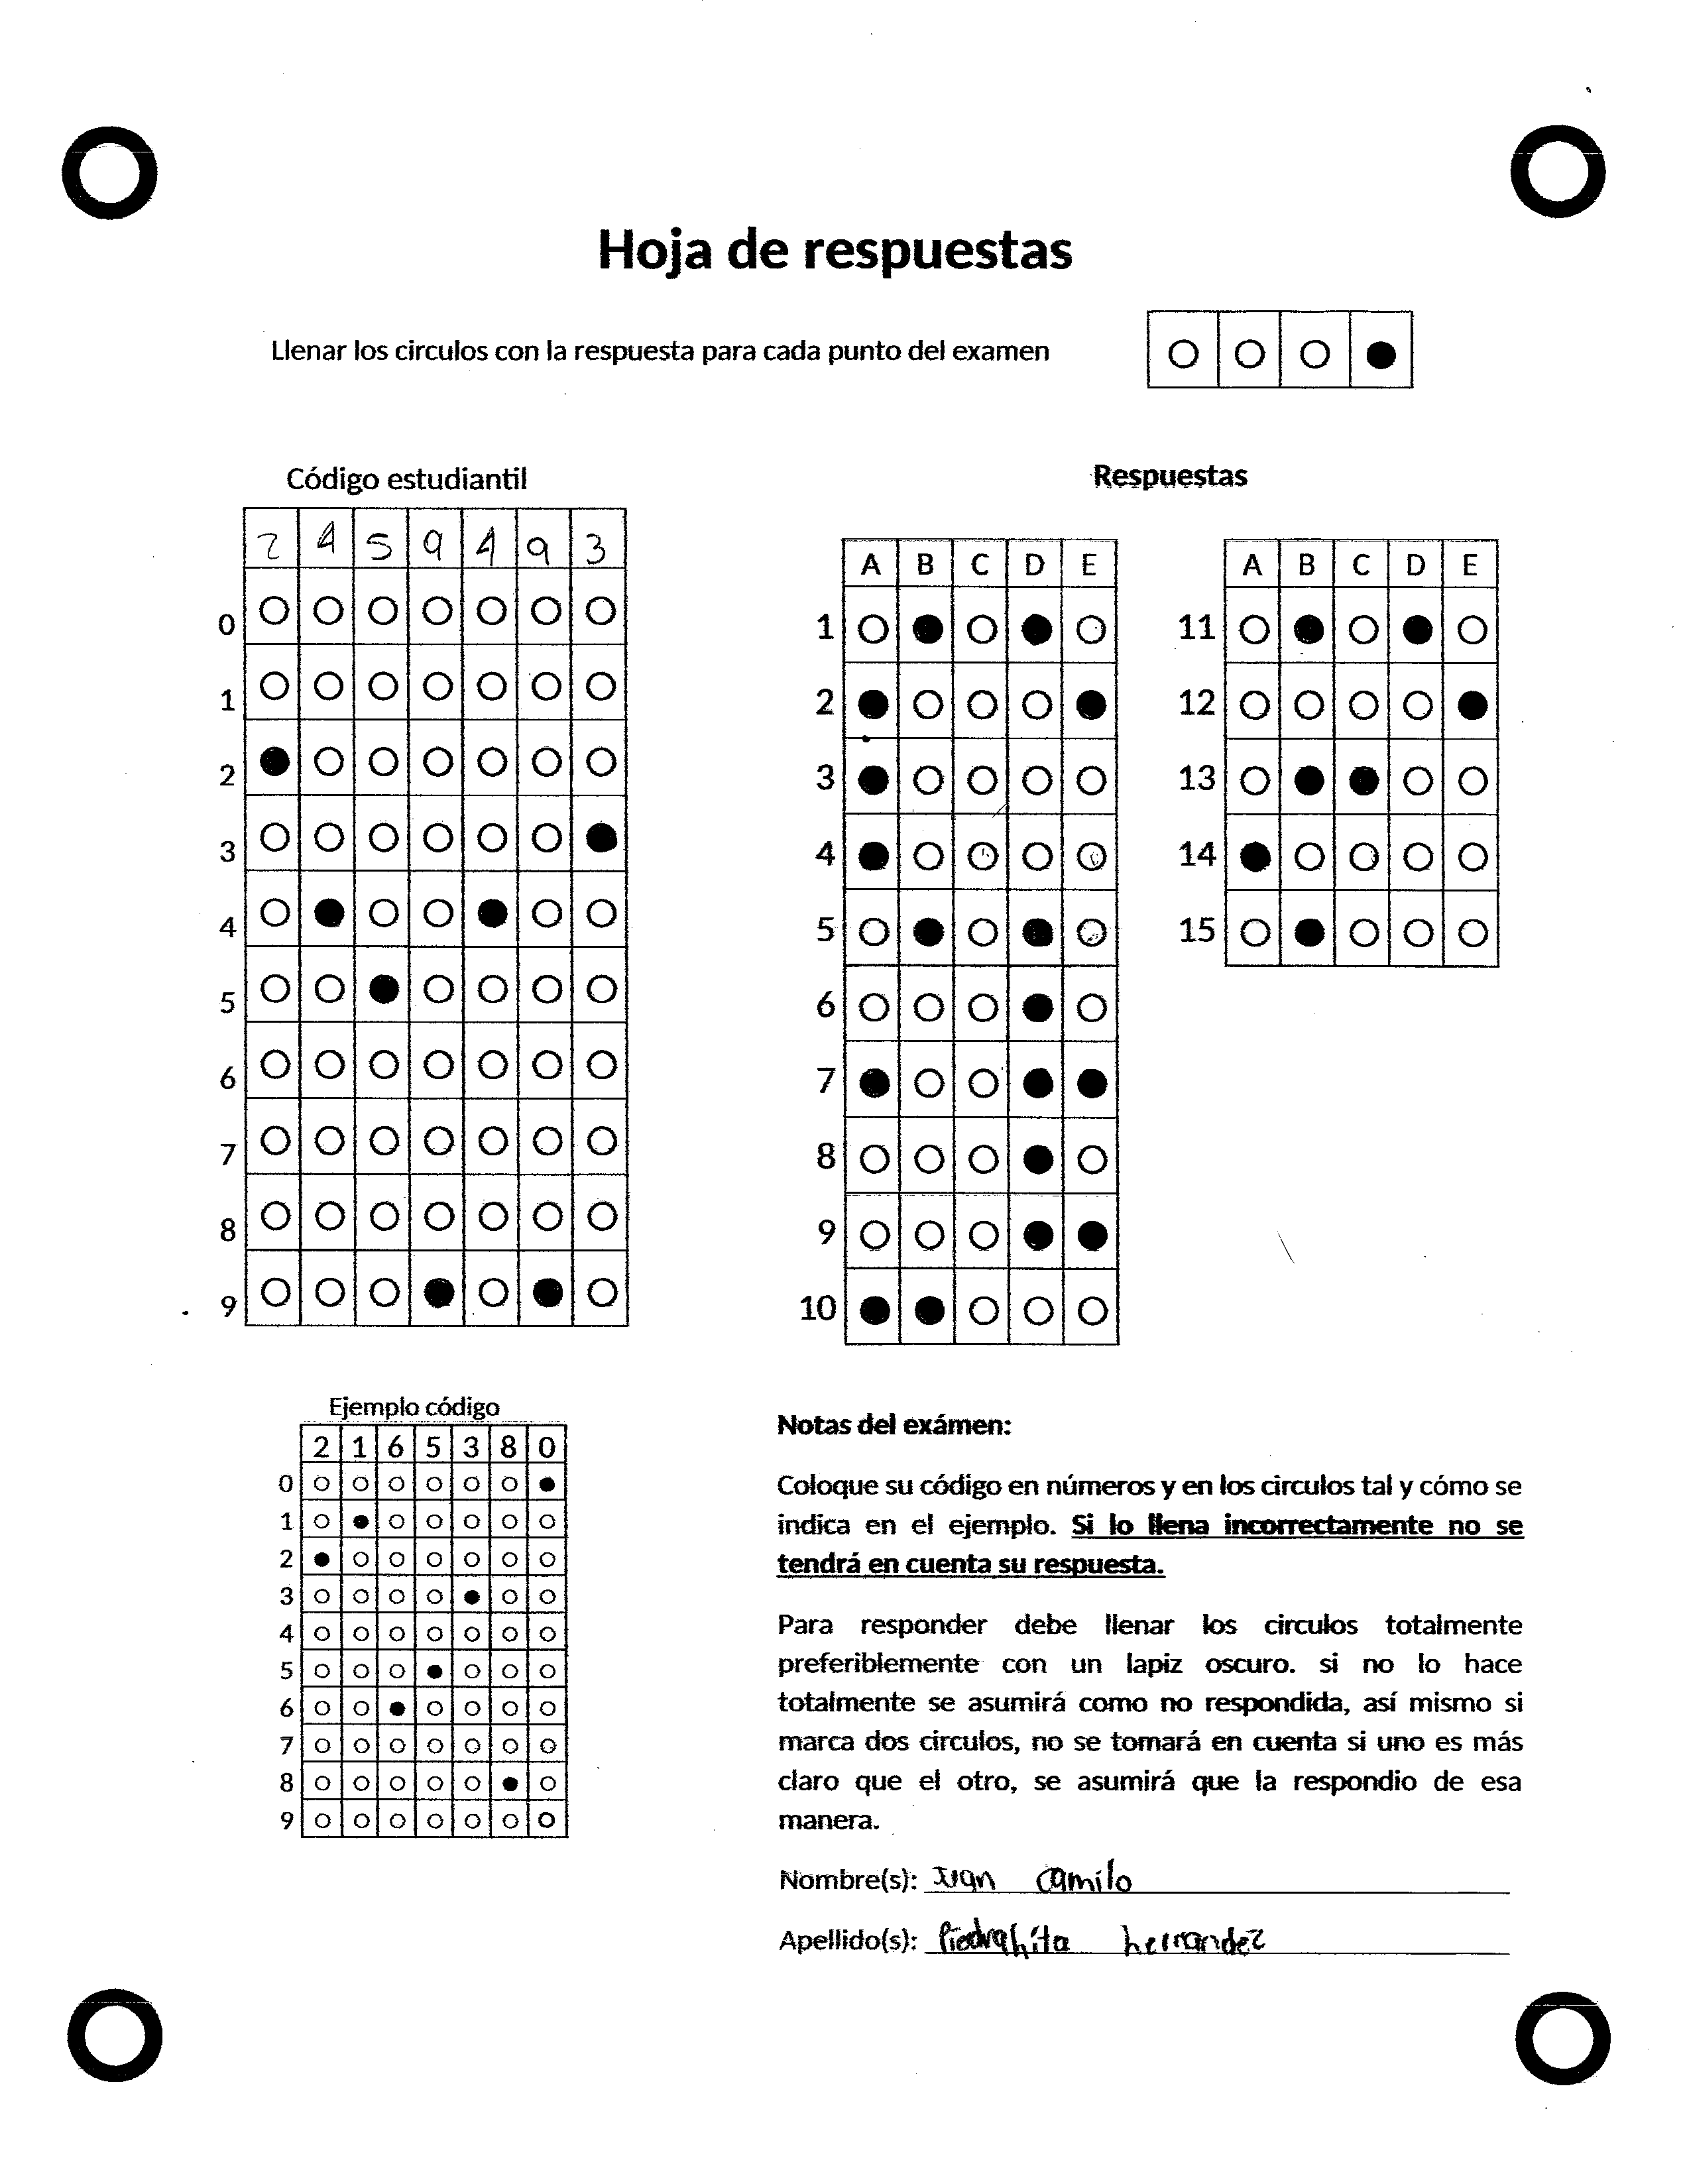 Hoja de respuestas
Llenar los circulos con la respuesta para cada punto del examen
Código estudiantil
2 4 5 9 4 9 3
0
1
2
3
4
5
6
7
8
9
Respuestas
A B C D E
1
2
3
4
5
6
7
8
9
10
A B C D E
11
12
13
14
15
Ejemplo código
2 1 6 5 3 8 0
0
1
2
3
4
5
6
7
8
9
Notas del exámen:
Coloque su código en números y en los circulos tal y cómo se
indica en el ejemplo. Si lo llena incorrectamente no se
tendrá en cuenta su respuesta.
Para responder debe llenar los circulos totalmente
preferiblemente con un lapiz oscuro. si no lo hace
totalmente se asumirá como no respondida, así mismo si
marca dos circulos, no se tomará en cuenta si uno es más
claro que el otro, se asumirá que la respondio de esa
manera.
Nombre(s): Juan Camilo
Apellido(s): Piedrahita hernandez